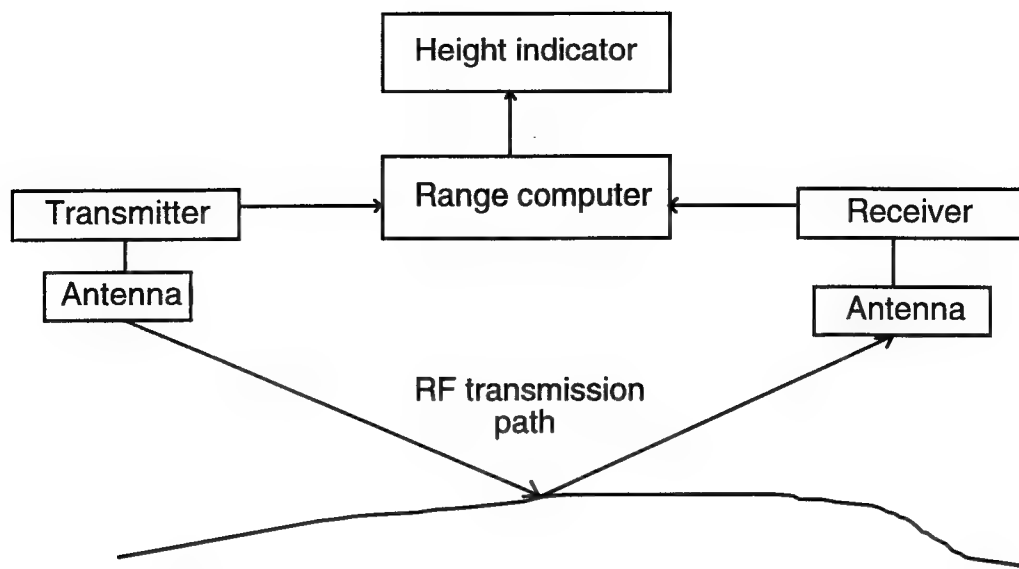 Height indicator
Range computer
Transmitter
Receiver
Antenna
Antenna
RF transmission
path